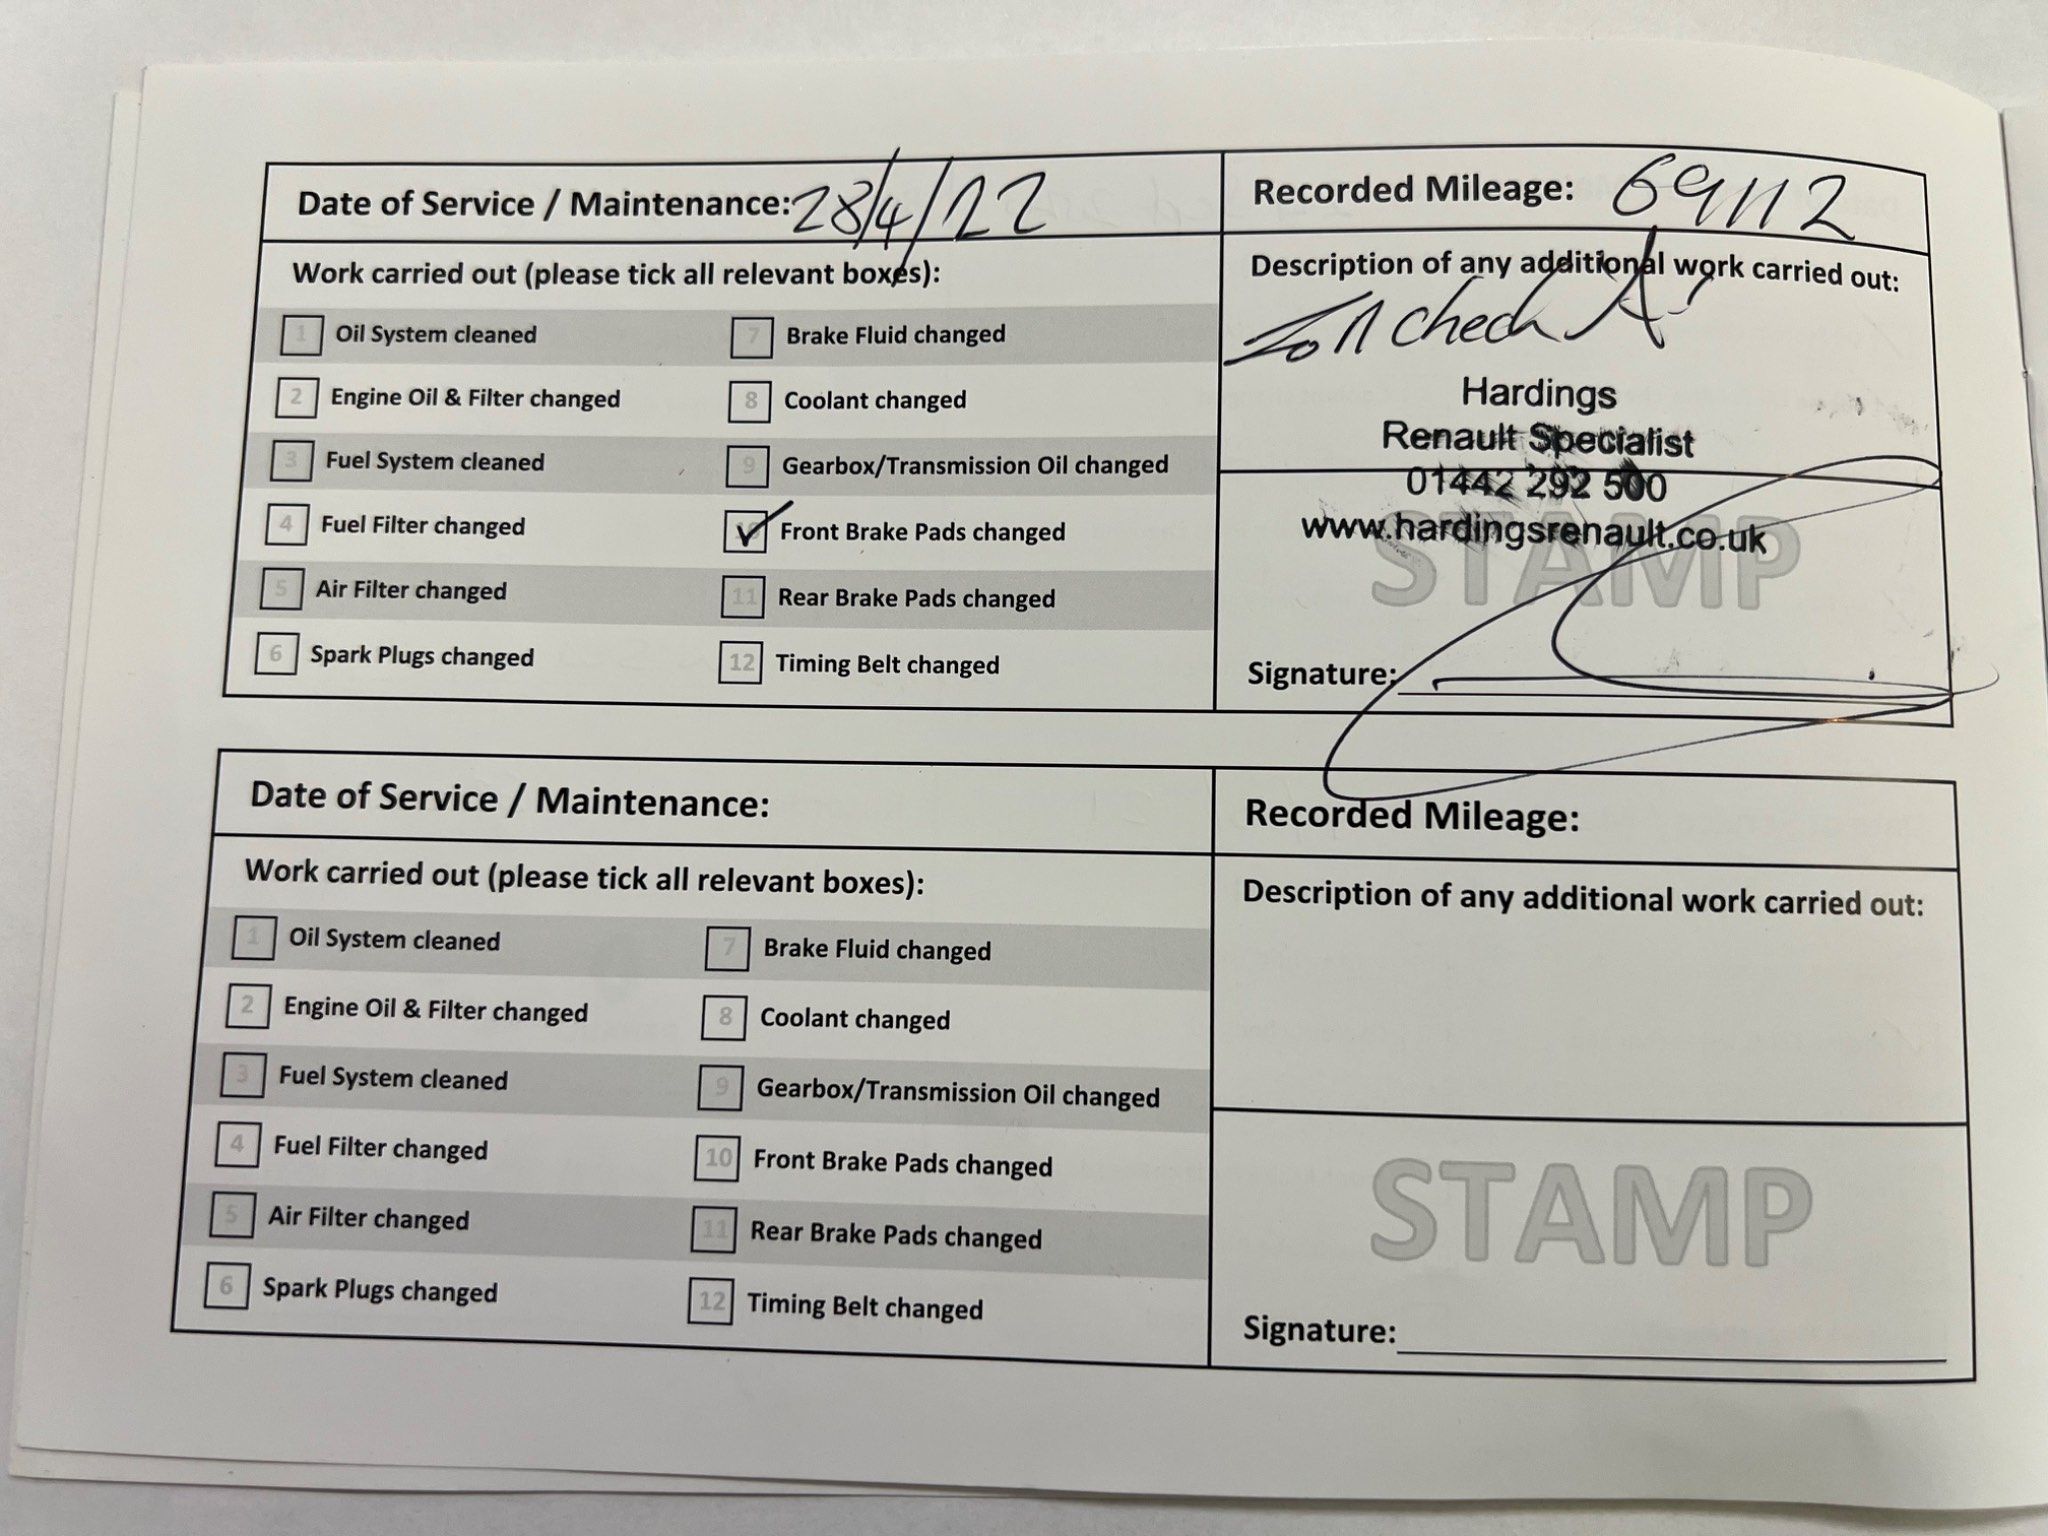 Date of Service / Maintenance: 28/4/22
Recorded Mileage: 69112
Work carried out (please tick all relevant boxes):
1 Oil System cleaned
2 Engine Oil & Filter changed
3 Fuel System cleaned
4 Fuel Filter changed
5 Air Filter changed
6 Spark Plugs changed
7 Brake Fluid changed
8 Coolant changed
9 Gearbox/Transmission Oil changed
10 Front Brake Pads changed
11 Rear Brake Pads changed
12 Timing Belt changed
Description of any additional work carried out:
check
Hardings
Renault Specialist
01442 292 500
www.hardingsrenault.co.uk
STAMP
Signature:
Date of Service / Maintenance:
Recorded Mileage:
Work carried out (please tick all relevant boxes):
1 Oil System cleaned
2 Engine Oil & Filter changed
3 Fuel System cleaned
4 Fuel Filter changed
5 Air Filter changed
6 Spark Plugs changed
7 Brake Fluid changed
8 Coolant changed
9 Gearbox/Transmission Oil changed
10 Front Brake Pads changed
11 Rear Brake Pads changed
12 Timing Belt changed
Description of any additional work carried out:
STAMP
Signature: